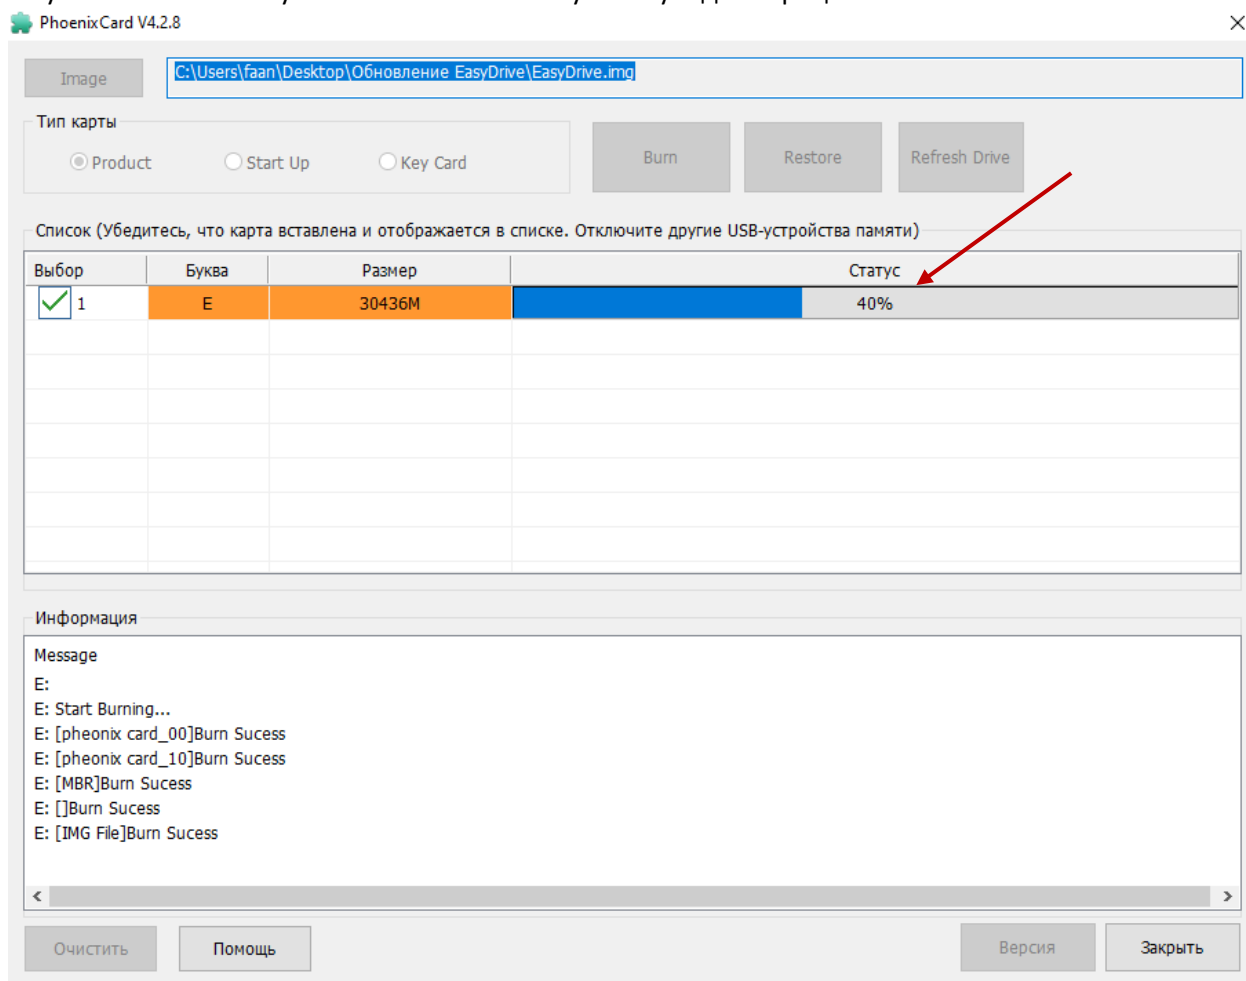 PhoenixCard V4.2.8
Image
C:\Users\faan\Desktop\Обновление EasyDrive\EasyDrive.img
Тип карты
Product Start Up Key Card
Burn Restore Refresh Drive
Список (Убедитесь, что карта вставлена и отображается в списке. Отключите другие USB-устройства памяти)
Выбор Буква Размер Статус
1 E 30436M 40%
Информация
Message
E:
E: Start Burning...
E: [pheonix card_00]Burn Sucess
E: [pheonix card_10]Burn Sucess
E: [MBR]Burn Sucess
E: []Burn Sucess
E: [IMG File]Burn Sucess
Очистить Помощь Версия Закрыть